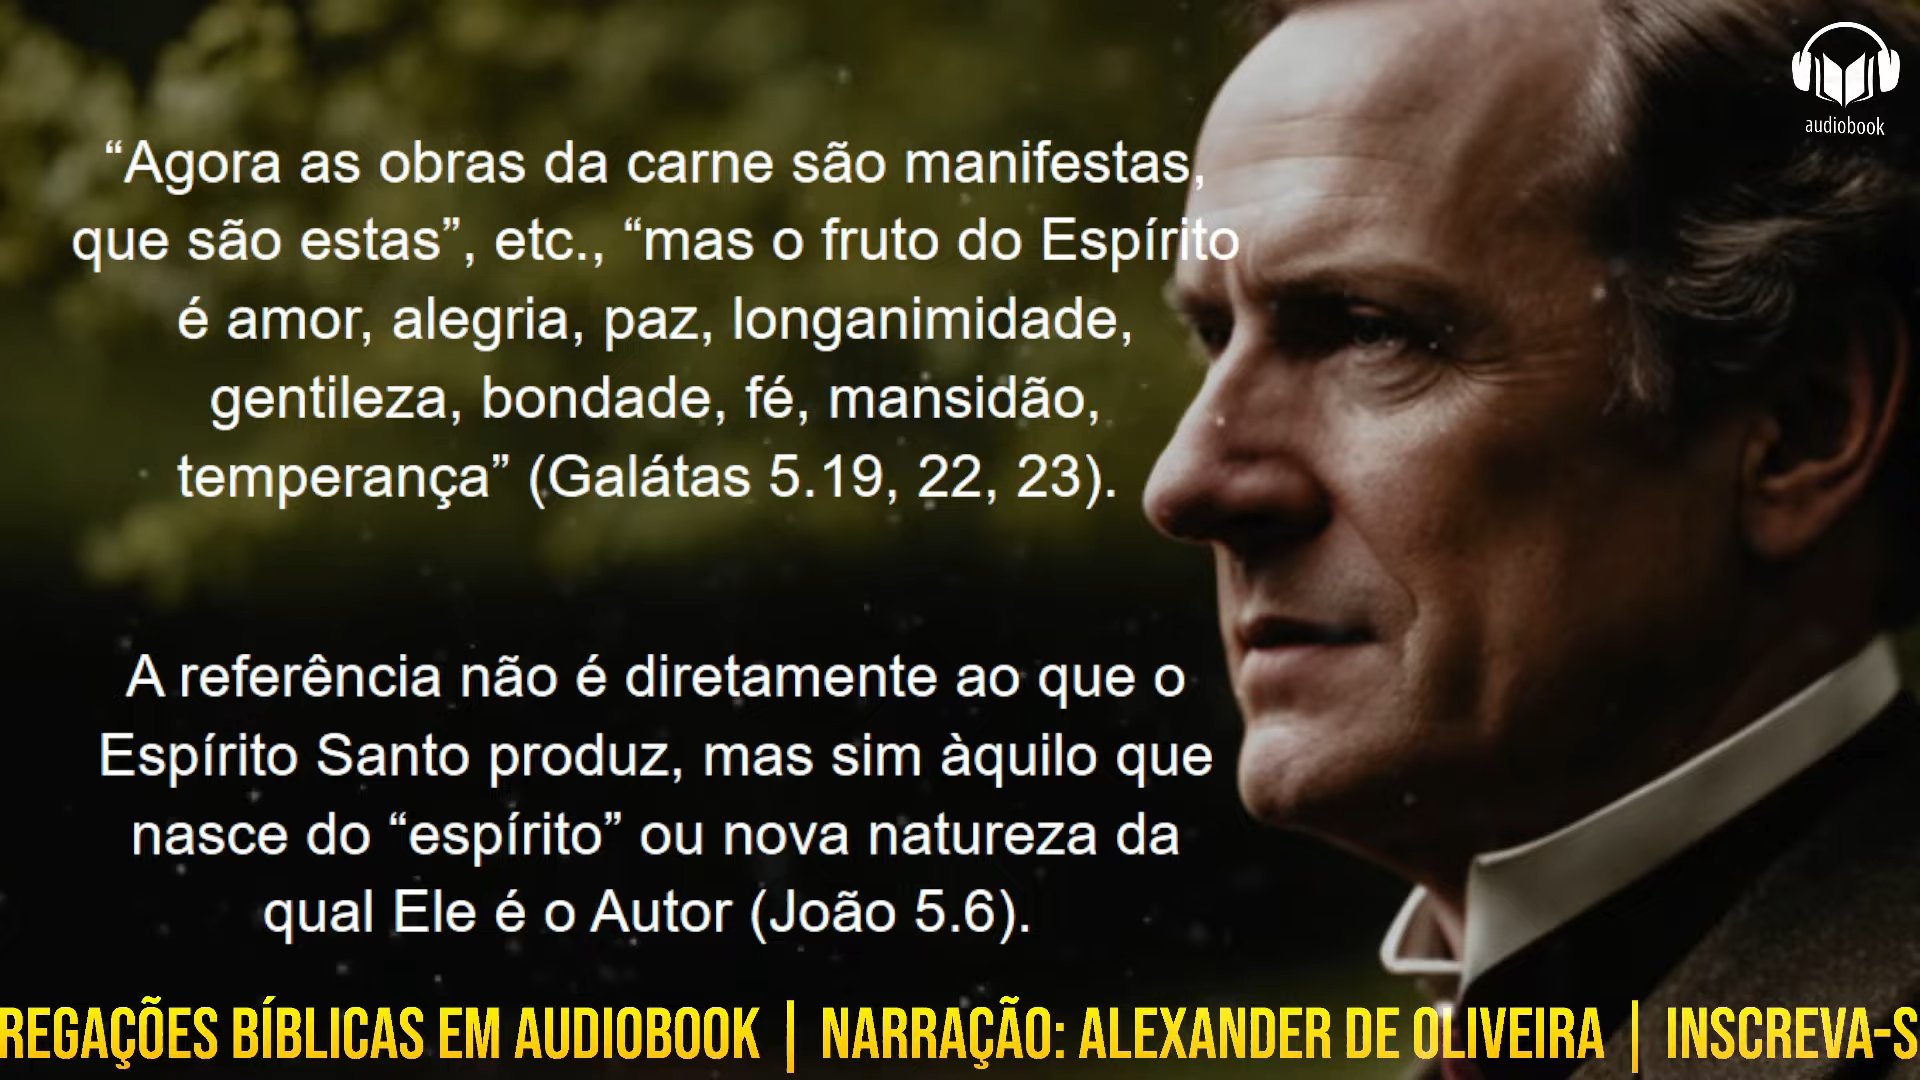 audiobook
“Agora as obras da carne são manifestas,
que são estas”, etc., “mas o fruto do Espírito
é amor, alegria, paz, longanimidade,
gentileza, bondade, fé, mansidão,
temperança” (Galátas 5.19, 22, 23).
A referência não é diretamente ao que o
Espírito Santo produz, mas sim àquilo que
nasce do “espírito” ou nova natureza da
qual Ele é o Autor (João 5.6).
REGAÇÕES BÍBLICAS EM AUDIOBOOK | NARRAÇÃO: ALEXANDER DE OLIVEIRA | INSCREVA-S